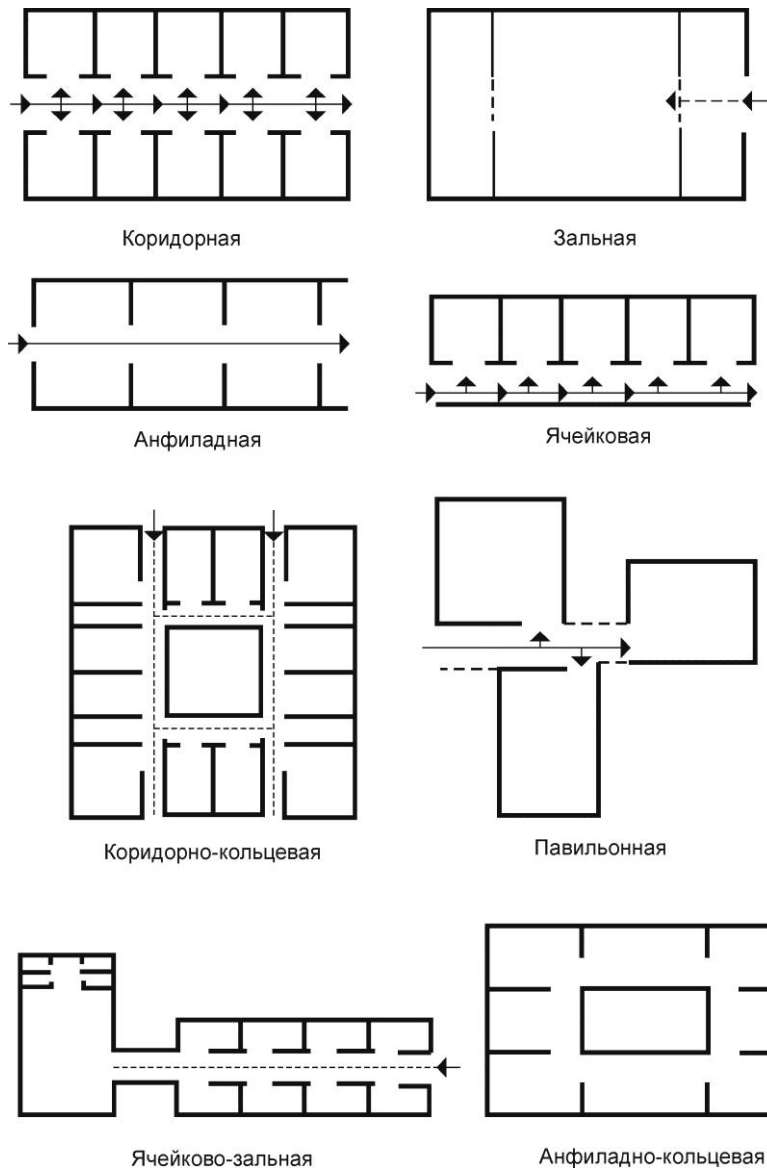 Коридорная
Зальная
Анфиладная
Ячейковая
Коридорно-кольцевая
Павильонная
Ячейково-зальная
Анфиладно-кольцевая